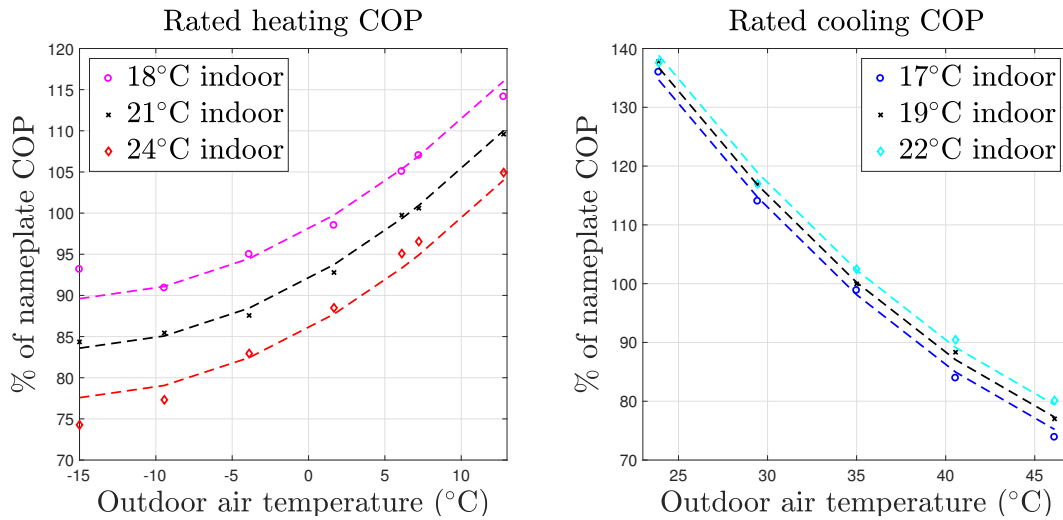 Rated heating COP
% of nameplate COP
120
115
110
105
100
95
90
85
80
75
70
18°C indoor
21°C indoor
24°C indoor
-15
-10
-5
0
5
10
Outdoor air temperature (°C)
Rated cooling COP
% of nameplate COP
140
130
120
110
100
90
80
70
17°C indoor
19°C indoor
22°C indoor
25
30
35
40
45
Outdoor air temperature (°C)